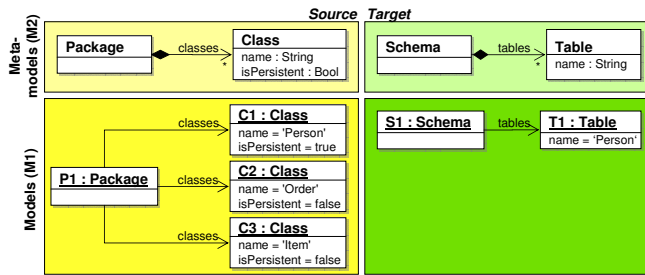 Source Target
Meta-
models (M2)
Package
classes
*
Class
name : String
isPersistent : Bool
Schema
tables
*
Table
name : String
Models (M1)
P1 : Package
classes
C1 : Class
name = 'Person'
isPersistent = true
classes
C2 : Class
name = 'Order'
isPersistent = false
classes
C3 : Class
name = 'Item'
isPersistent = false
S1 : Schema
tables
T1 : Table
name = ‘Person‘